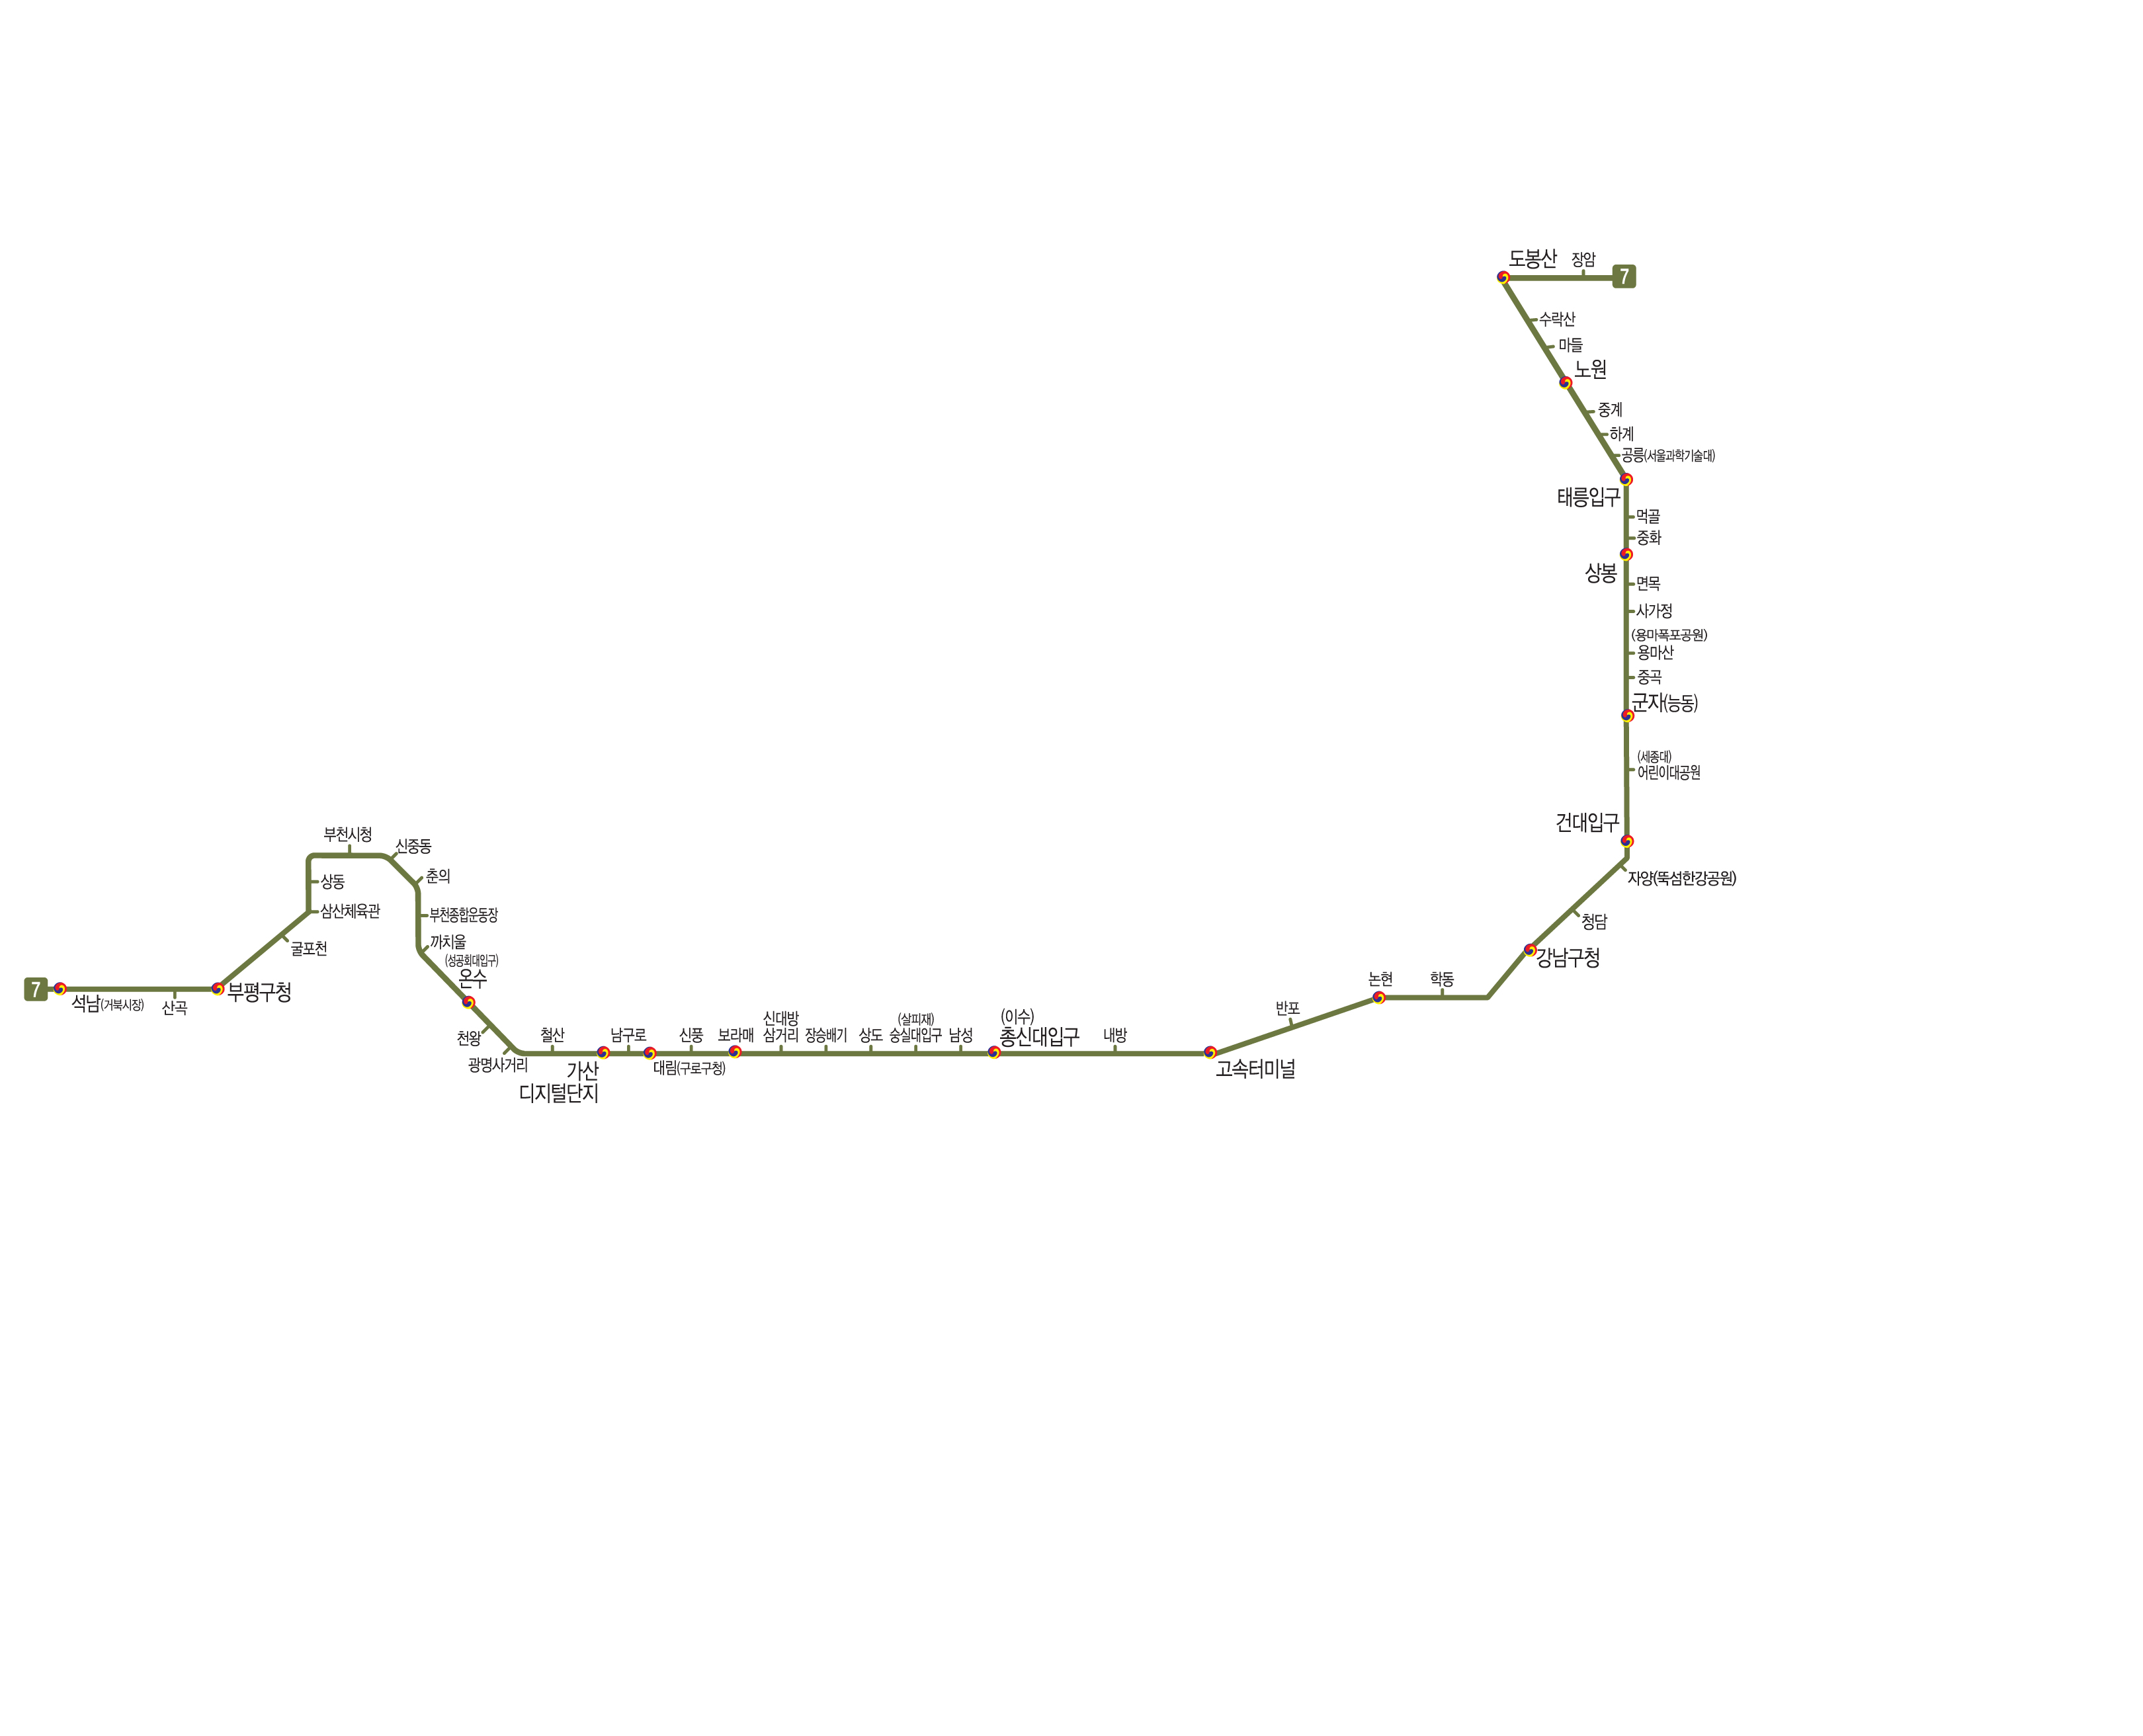 도봉산
장암
7
수락산
마들
노원
중계
하계
공릉(서울과학기술대)
태릉입구
먹골
중화
상봉
면목
사가정
(용마폭포공원)
용마산
중곡
군자(능동)
(세종대)
어린이대공원
건대입구
자양(뚝섬한강공원)
청담
강남구청
학동
논현
반포
고속터미널
내방
(이수)
총신대입구
남성
(살피재)
숭실대입구
상도
장승배기
신대방
삼거리
보라매
신풍
대림(구로구청)
남구로
가산
디지털단지
철산
광명사거리
천왕
(성공회대입구)
온수
까치울
부천종합운동장
춘의
신중동
부천시청
상동
삼산체육관
굴포천
부평구청
산곡
석남(거북시장)
7